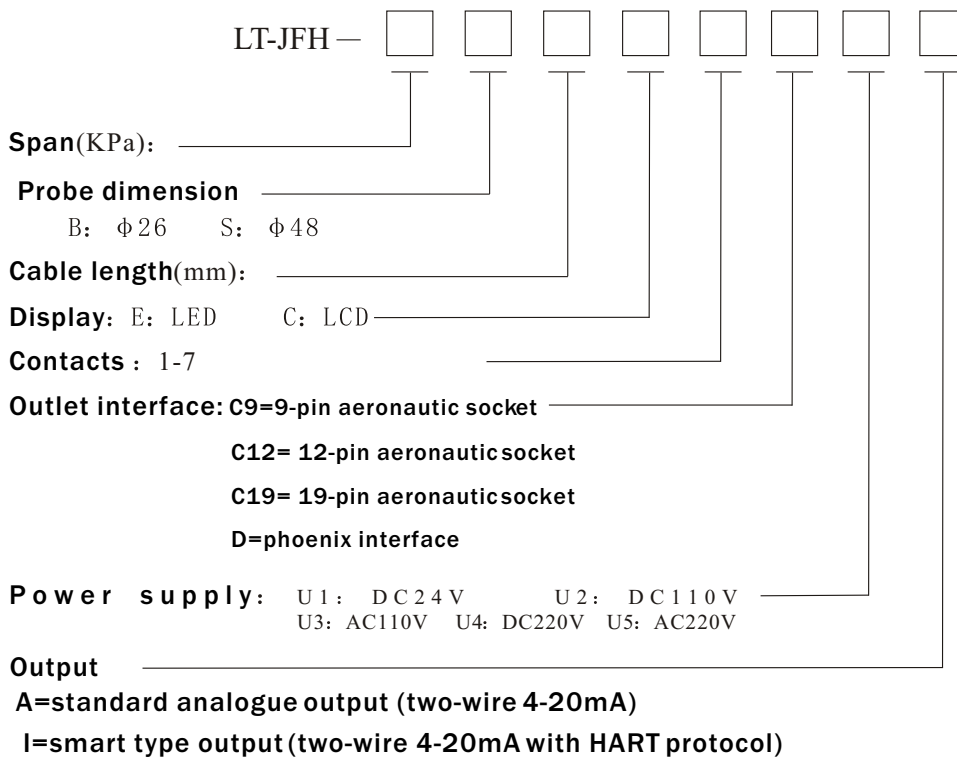 LT-JFH —
Span(KPa):
Probe dimension
B: φ26 S: φ48
Cable length(mm):
Display: E: LED C: LCD
Contacts : 1-7
Outlet interface: C9=9-pin aeronautic socket
C12= 12-pin aeronautic socket
C19= 19-pin aeronautic socket
D=phoenix interface
Power supply: U1: DC24V U2: DC110V
U3: AC110V U4: DC220V U5: AC220V
Output
A=standard analogue output (two-wire 4-20mA)
I=smart type output (two-wire 4-20mA with HART protocol)